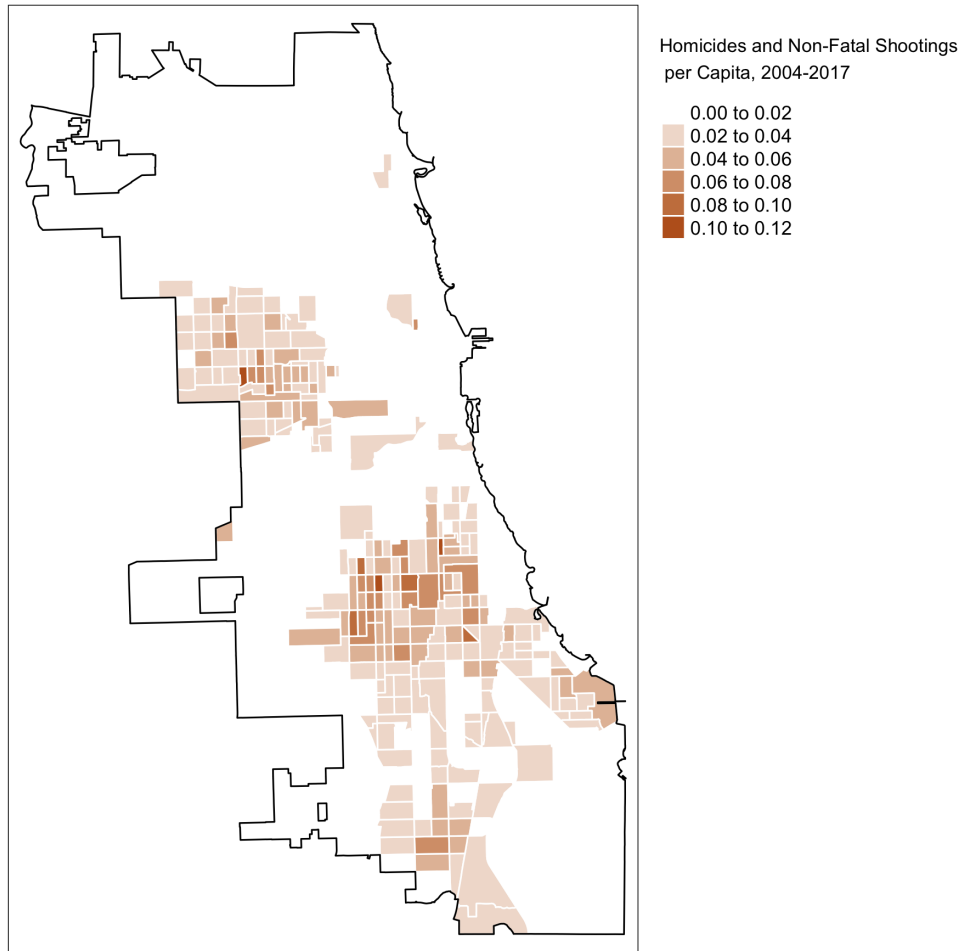 Homicides and Non-Fatal Shootings
per Capita, 2004-2017
0.00 to 0.02
0.02 to 0.04
0.04 to 0.06
0.06 to 0.08
0.08 to 0.10
0.10 to 0.12